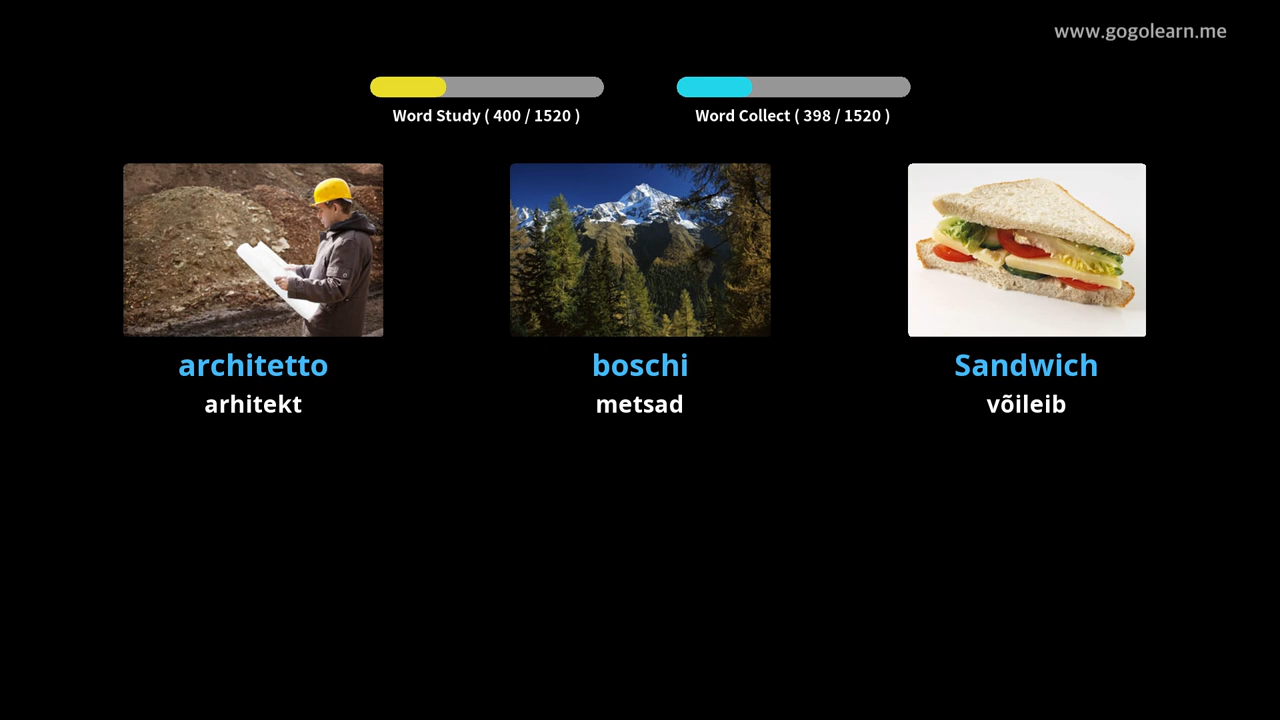 www.gogolearn.me
Word Study ( 400 / 1520 )
Word Collect ( 398 / 1520 )
architetto
arhitekt
boschi
metsad
Sandwich
võileib